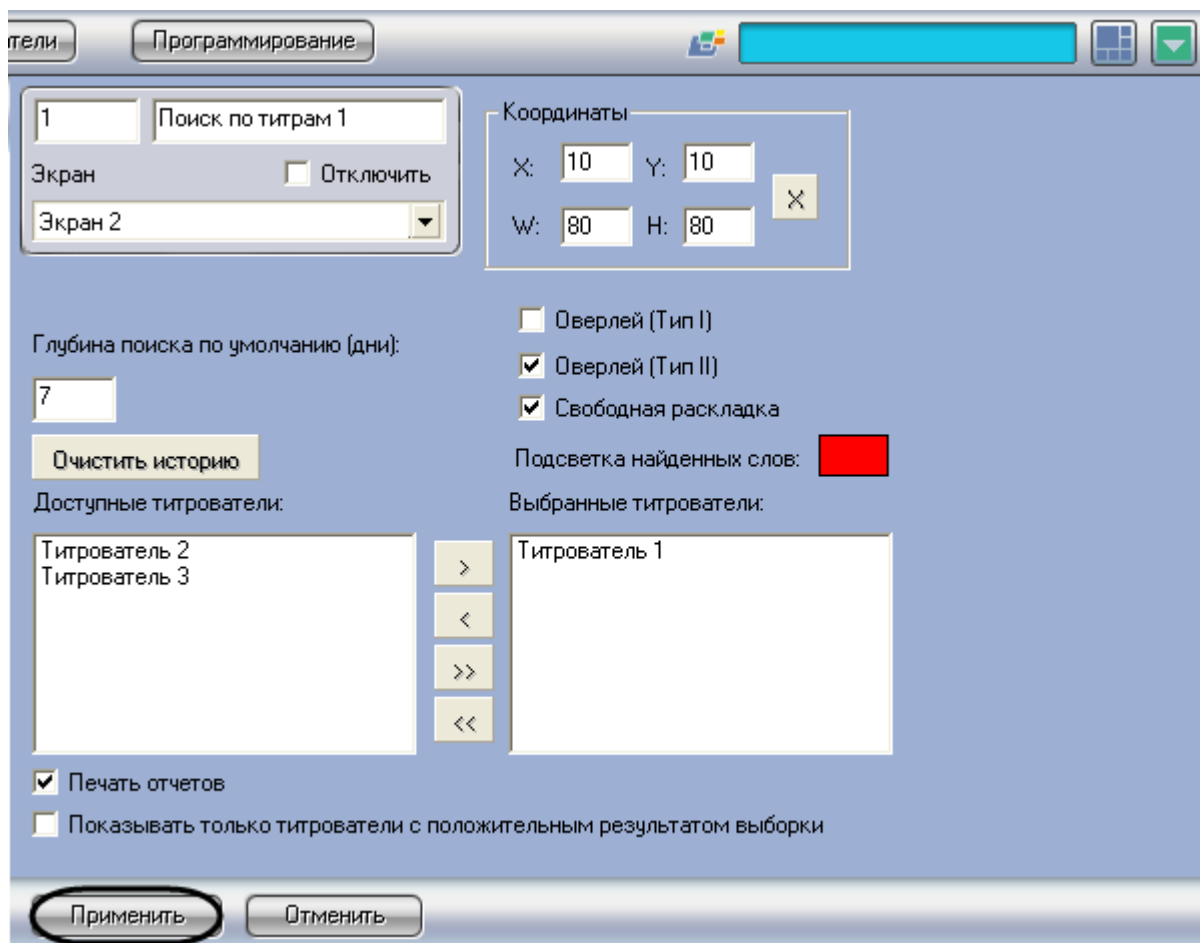 тели
Программирование
1
Поиск по титрам 1
Экран
Отключить
Экран 2
Координаты
X: 10 Y: 10
W: 80 H: 80
X
Глубина поиска по умолчанию (дни):
7
Очистить историю
Оверлей (Тип I)
Оверлей (Тип II)
Свободная раскладка
Подсветка найденных слов:
Доступные титрователи:
Титрователь 2
Титрователь 3
>
<
>>
<<
Выбранные титрователи:
Титрователь 1
Печать отчетов
Показывать только титрователи с положительным результатом выборки
Применить
Отменить